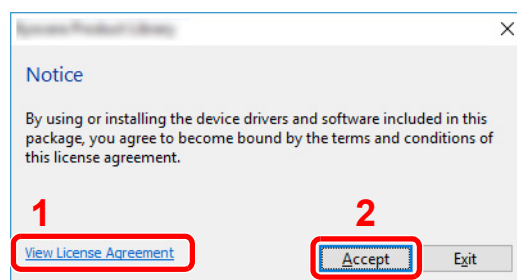 Notice
By using or installing the device drivers and software included in this
package, you agree to become bound by the terms and conditions of
this license agreement.
1
2
View License Agreement
Accept
Exit